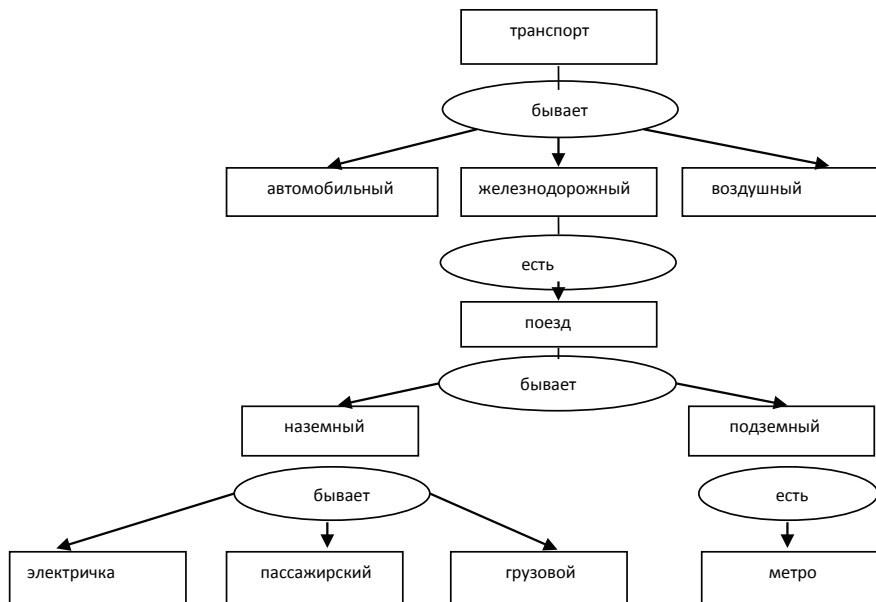 транспорт
бывает
автомобильный
железнодорожный
воздушный
есть
поезд
бывает
наземный
подземный
бывает
есть
электричка
пассажирский
грузовой
метро